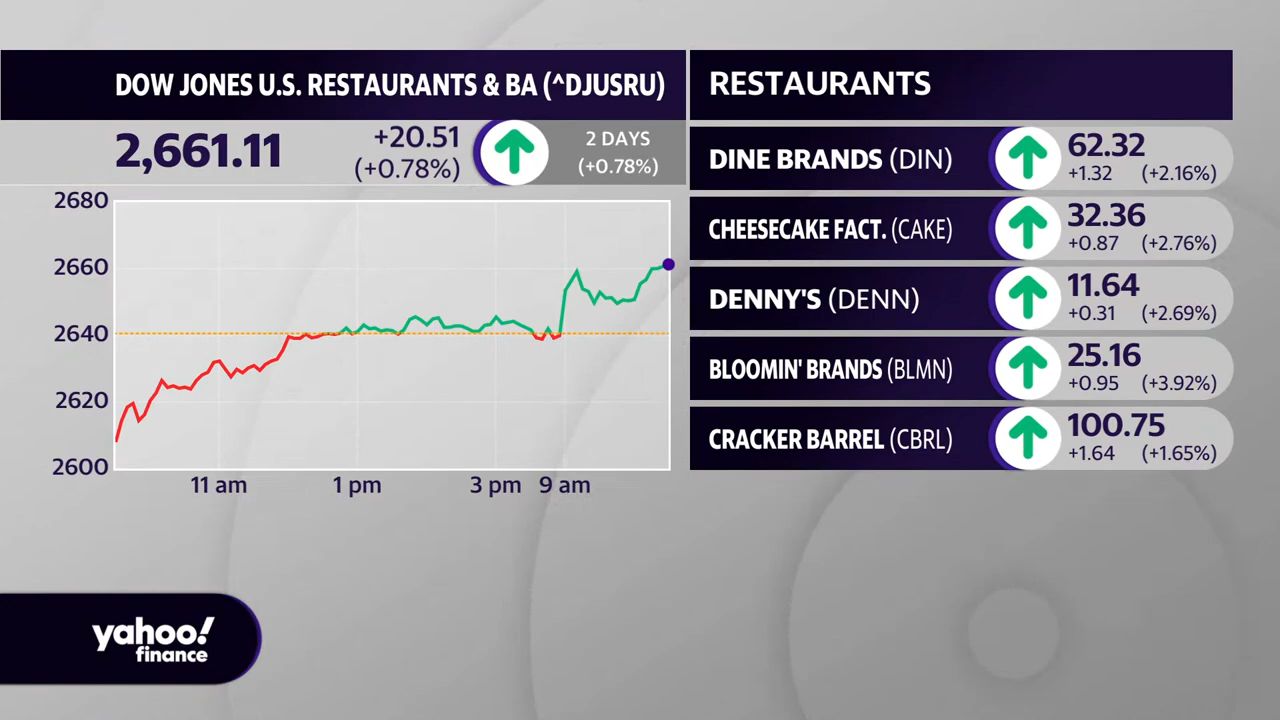 DOW JONES U.S. RESTAURANTS & BA (^DJUSRU)
2,661.11
+20.51
(+0.78%)
2 DAYS
(+0.78%)
2680
2660
2640
2620
2600
11 am
1 pm
3 pm
9 am
RESTAURANTS
DINE BRANDS (DIN)
62.32
+1.32 (+2.16%)
CHEESECAKE FACT. (CAKE)
32.36
+0.87 (+2.76%)
DENNY'S (DENN)
11.64
+0.31 (+2.69%)
BLOOMIN' BRANDS (BLMN)
25.16
+0.95 (+3.92%)
CRACKER BARREL (CBRL)
100.75
+1.64 (+1.65%)
yahoo!
finance